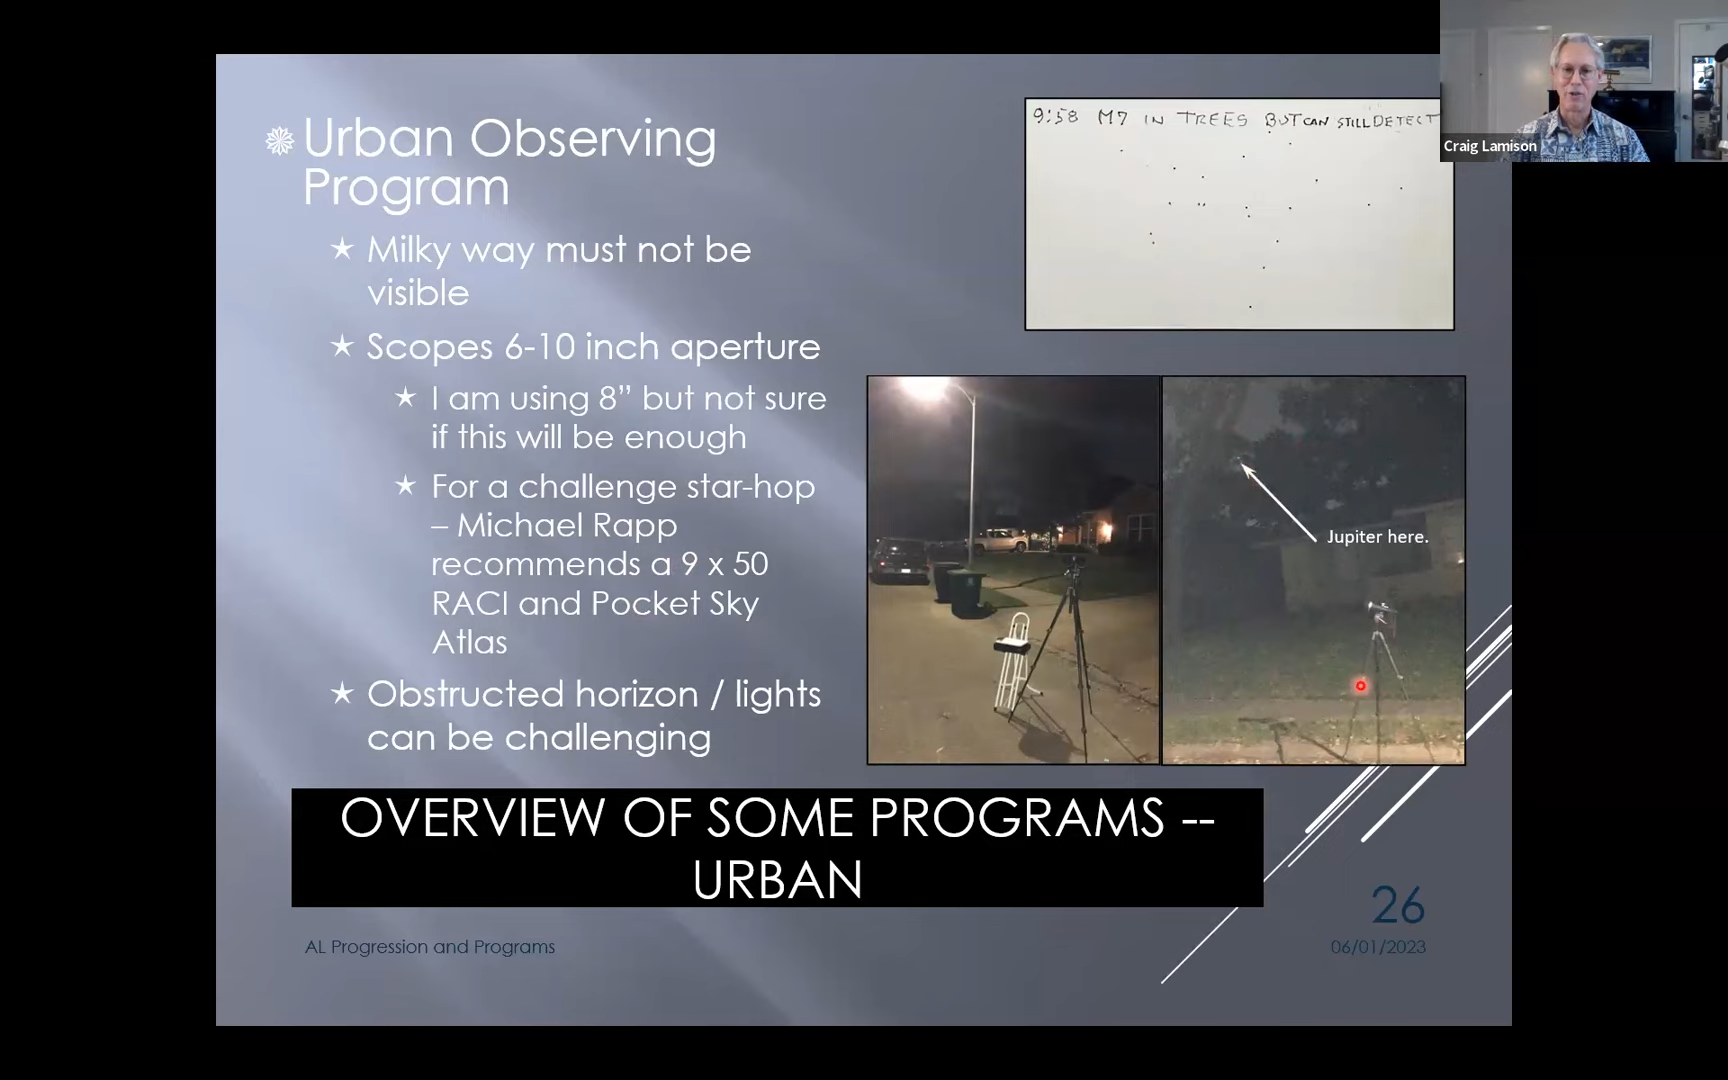 Urban Observing
Program
Milky way must not be
visible
Scopes 6-10 inch aperture
I am using 8” but not sure
if this will be enough
For a challenge star-hop
– Michael Rapp
recommends a 9 x 50
RACI and Pocket Sky
Atlas
Obstructed horizon / lights
can be challenging
9:58 M7 IN TREES BUT CAN STILL DETECT
Craig Lamison
Jupiter here.
OVERVIEW OF SOME PROGRAMS --
URBAN
26
AL Progression and Programs
06/01/2023